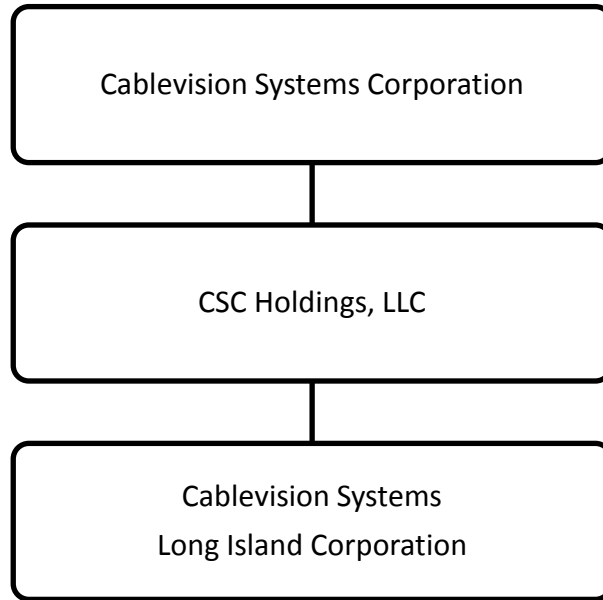 Cablevision Systems Corporation
CSC Holdings, LLC
Cablevision Systems
Long Island Corporation